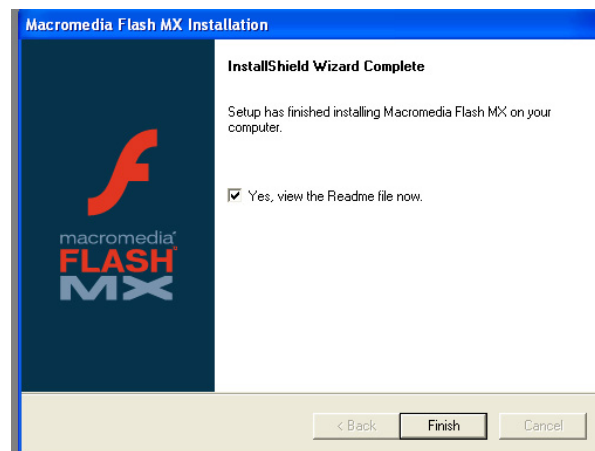 Macromedia Flash MX Installation
InstallShield Wizard Complete
Setup has finished installing Macromedia Flash MX on your
computer.
Yes, view the Readme file now.
macromedia
FLASH
MX
< Back
Finish
Cancel